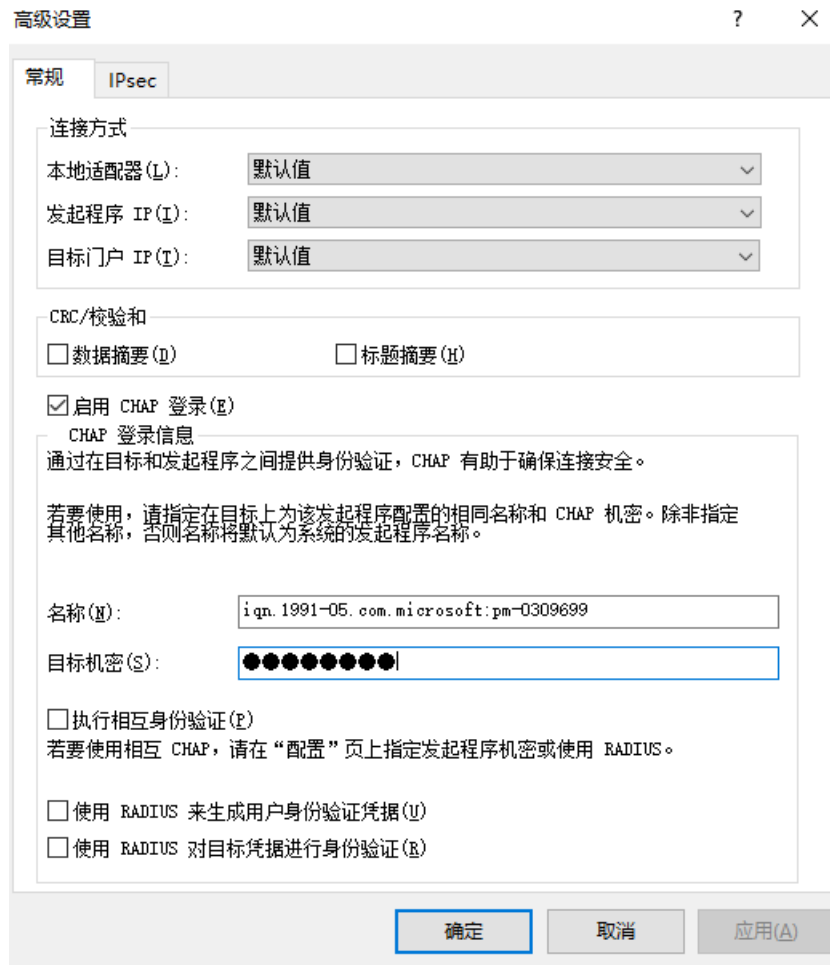 高级设置
?
常规
IPsec
连接方式
本地适配器(L):
默认值
发起程序 IP(I):
默认值
目标门户 IP(T):
默认值
CRC/校验和
数据摘要(D)
标题摘要(H)
启用 CHAP 登录(E)
CHAP 登录信息
通过在目标和发起程序之间提供身份验证，CHAP 有助于确保连接安全。
若要使用，请指定在目标上为该发起程序配置的相同名称和 CHAP 机密。除非指定
其他名称，否则名称将默认为系统的发起程序名称。
名称(N):
iqn.1991-05.com.microsoft:pm-0309699
目标机密(S):
●●●●●●●●
执行相互身份验证(P)
若要使用相互 CHAP，请在“配置”页上指定发起程序机密或使用 RADIUS。
使用 RADIUS 来生成用户身份验证凭据(U)
使用 RADIUS 对目标凭据进行身份验证(R)
确定
取消
应用(A)